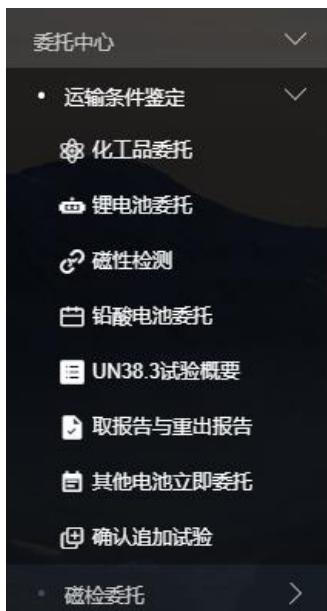 委托中心
运输条件鉴定
化工品委托
锂电池委托
磁性检测
铅酸电池委托
UN38.3试验概要
取报告与重出报告
其他电池立即委托
确认追加试验
磁检委托